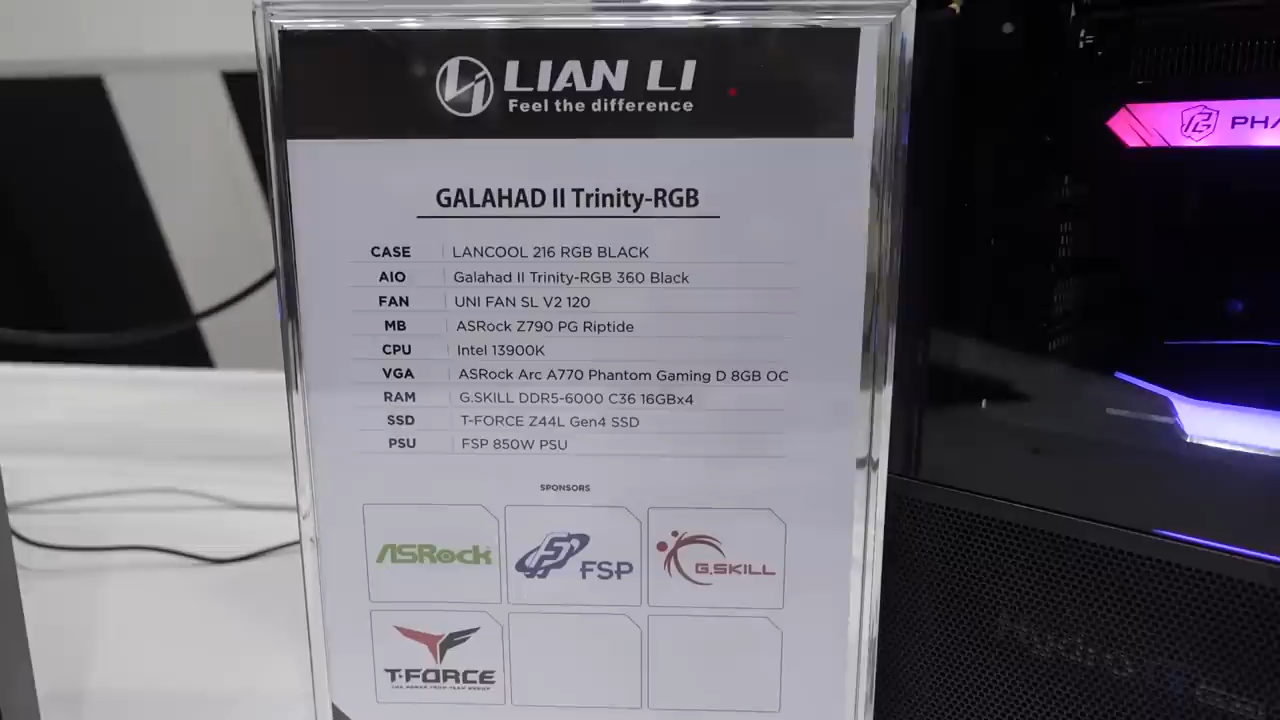 LIAN LI
Feel the difference
GALAHAD II Trinity-RGB
CASE LANCOOL 216 RGB BLACK
AIO Galahad II Trinity-RGB 360 Black
FAN UNI FAN SL V2 120
MB ASRock Z790 PG Riptide
CPU Intel 13900K
VGA ASRock Arc A770 Phantom Gaming D 8GB OC
RAM G.SKILL DDR5-6000 C36 16GBx4
SSD T-FORCE Z44L Gen4 SSD
PSU FSP 850W PSU
SPONSORS
ASRock
FSP
G.SKILL
T-FORCE
PHA